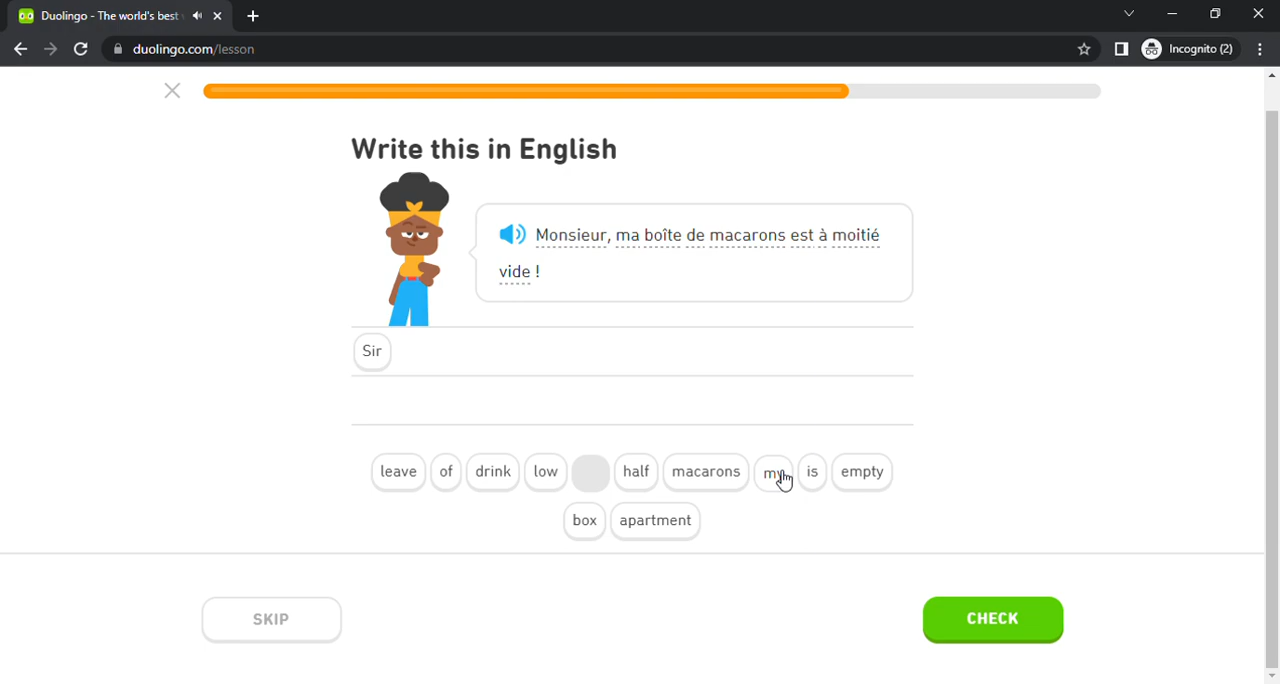 Duolingo - The world's best
duolingo.com/lesson
Incognito (2)
Write this in English
Monsieur, ma boîte de macarons est à moitié
vide !
Sir
leave of drink low half macarons my is empty
box apartment
SKIP
CHECK